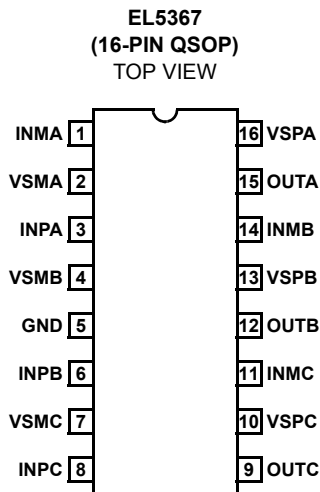 EL5367
(16-PIN QSOP)
TOP VIEW
INMA 1 16 VSPA
VSMA 2 15 OUTA
INPA 3 14 INMB
VSMB 4 13 VSPB
GND 5 12 OUTB
INPB 6 11 INMC
VSMC 7 10 VSPC
INPC 8 9 OUTC